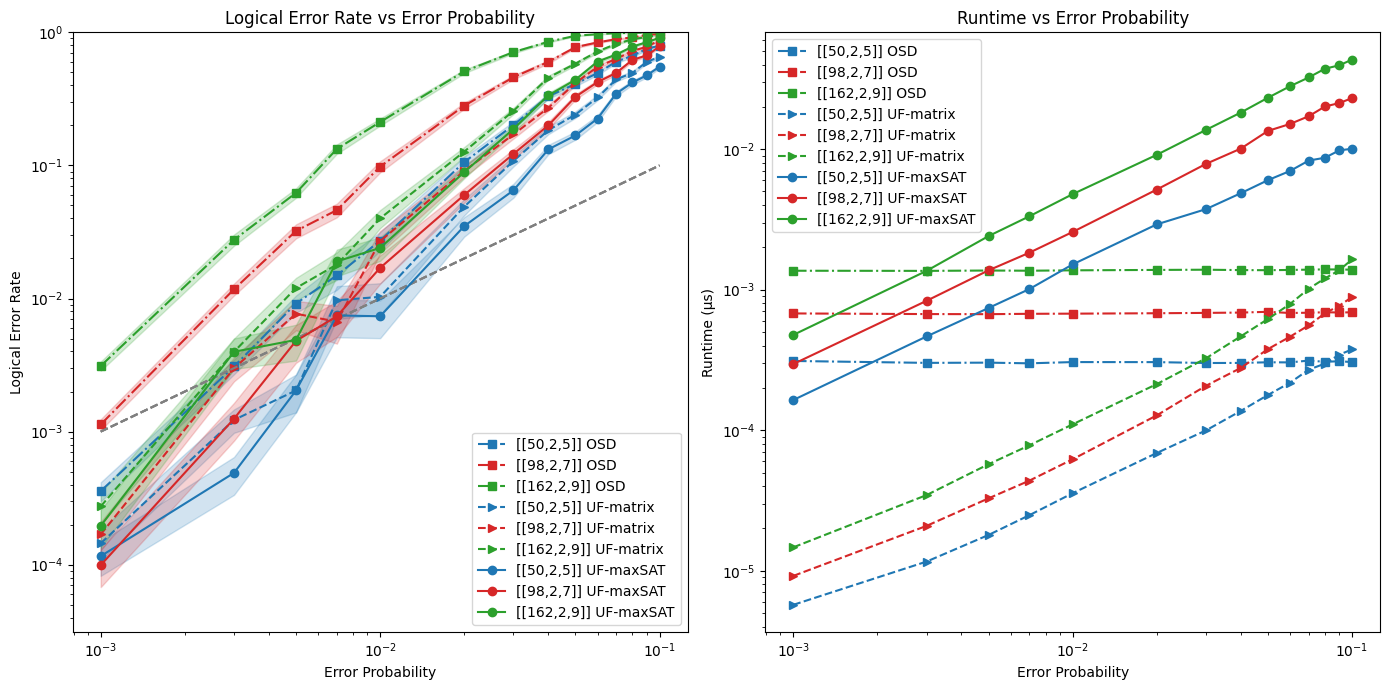 Logical Error Rate vs Error Probability
10⁰
10⁻¹
10⁻²
10⁻³
10⁻⁴
Logical Error Rate
[[50,2,5]] OSD
[[98,2,7]] OSD
[[162,2,9]] OSD
[[50,2,5]] UF-matrix
[[98,2,7]] UF-matrix
[[162,2,9]] UF-matrix
[[50,2,5]] UF-maxSAT
[[98,2,7]] UF-maxSAT
[[162,2,9]] UF-maxSAT
10⁻³ 10⁻² 10⁻¹
Error Probability
Runtime vs Error Probability
[[50,2,5]] OSD
[[98,2,7]] OSD
[[162,2,9]] OSD
[[50,2,5]] UF-matrix
[[98,2,7]] UF-matrix
[[162,2,9]] UF-matrix
[[50,2,5]] UF-maxSAT
[[98,2,7]] UF-maxSAT
[[162,2,9]] UF-maxSAT
10⁻²
10⁻³
10⁻⁴
10⁻⁵
Runtime (μs)
10⁻³ 10⁻² 10⁻¹
Error Probability